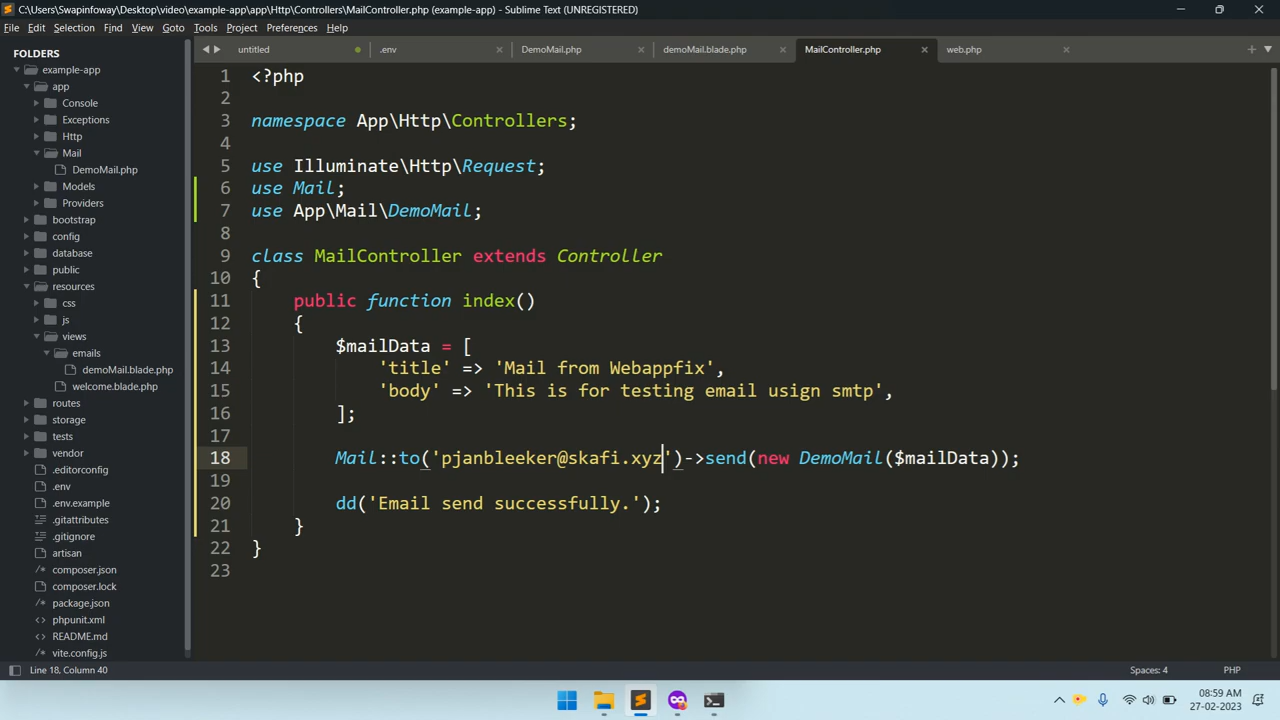 C:\Users\Swapinfoway\Desktop\video\example-app\app\Http\Controllers\MailController.php (example-app) - Sublime Text (UNREGISTERED)
File Edit Selection Find View Goto Tools Project Preferences Help
FOLDERS
example-app
app
Console
Exceptions
Http
Mail
DemoMail.php
Models
Providers
bootstrap
config
database
public
resources
css
js
views
emails
demoMail.blade.php
welcome.blade.php
routes
storage
tests
vendor
.editorconfig
.env
.env.example
.gitattributes
.gitignore
artisan
composer.json
composer.lock
package.json
phpunit.xml
README.md
vite.config.js
untitled .env DemoMail.php demoMail.blade.php MailController.php web.php
1 <?php
2
3 namespace App\Http\Controllers;
4
5 use Illuminate\Http\Request;
6 use Mail;
7 use App\Mail\DemoMail;
8
9 class MailController extends Controller
10 {
11 public function index()
12 {
13 $mailData = [
14 'title' => 'Mail from Webappfix',
15 'body' => 'This is for testing email usign smtp',
16 ];
17
18 Mail::to('pjanbleeker@skafi.xyz')->send(new DemoMail($mailData));
19
20 dd('Email send successfully.');
21 }
22 }
23
Line 18, Column 40 Spaces: 4 PHP
08:59 AM
27-02-2023